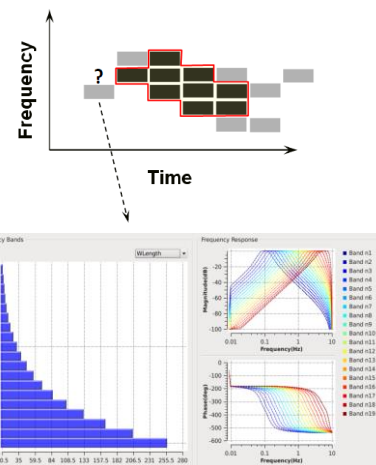 Frequency
?
Time
cy Bands
WLength
0.5 35 59.5 84 108.5 133 157.5 182 206.5 231 255.5 280
Frequency Response
Magnitude(dB)
-20
-40
-60
-80
-100
0.01 0.1 1 10
Frequency(Hz)
Phase(deg)
0
-100
-200
-300
-400
-500
-600
0.01 0.1 1 10
Frequency(Hz)
Band n1
Band n2
Band n3
Band n4
Band n5
Band n6
Band n7
Band n8
Band n9
Band n10
Band n11
Band n12
Band n13
Band n14
Band n15
Band n16
Band n17
Band n18
Band n19